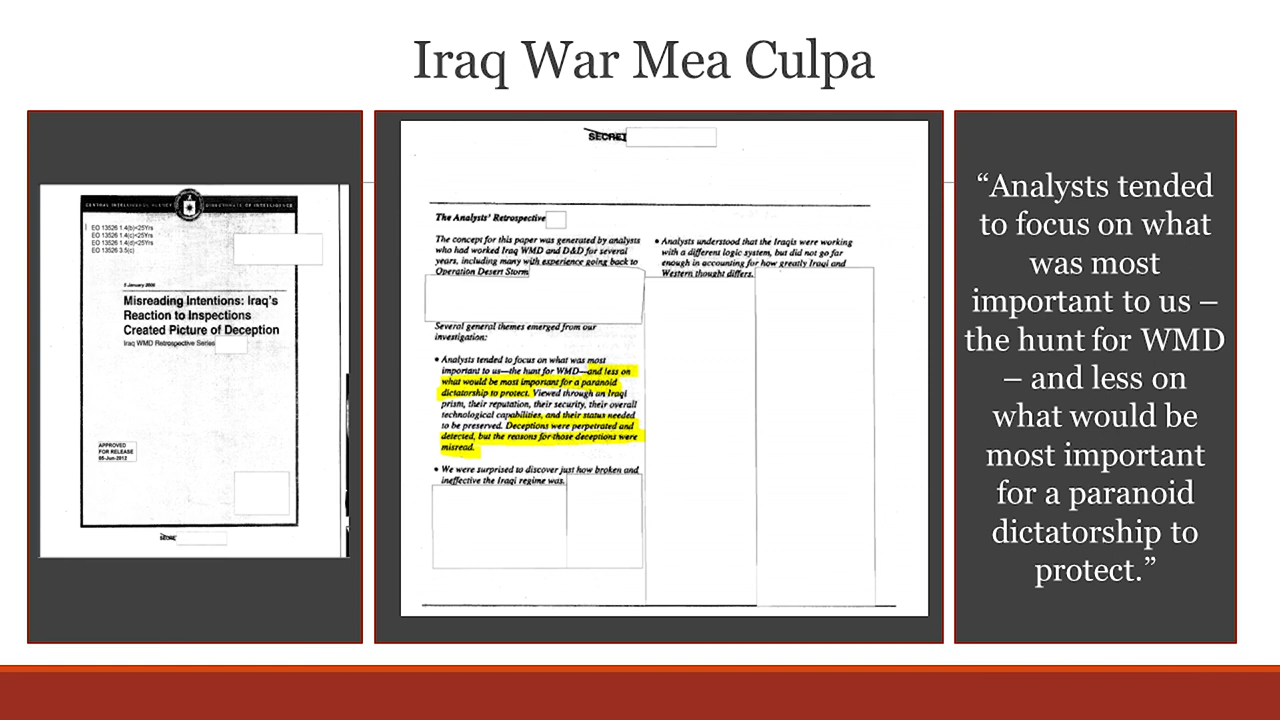 Iraq War Mea Culpa
CENTRAL INTELLIGENCE AGENCY
DIRECTORATE OF INTELLIGENCE
EO 13526 1.4(b)<25Yrs
EO 13526 1.4(c)<25Yrs
EO 13526 1.4(d)<25Yrs
EO 13526 3.5(c)
5 January 2006
Misreading Intentions: Iraq's
Reaction to Inspections
Created Picture of Deception
Iraq WMD Retrospective Series
APPROVED
FOR RELEASE
05-Jun-2012
SECRET
The Analysts' Retrospective
The concept for this paper was generated by analysts
who had worked Iraq WMD and D&D for several
years, including many with experience going back to
Operation Desert Storm
Several general themes emerged from our
investigation:
• Analysts tended to focus on what was most
important to us—the hunt for WMD—and less on
what would be most important for a paranoid
dictatorship to protect. Viewed through an Iraqi
prism, their reputation, their security, their overall
technological capabilities, and their status needed
to be preserved. Deceptions were perpetrated and
detected, but the reasons for those deceptions were
misread.
• We were surprised to discover just how broken and
ineffective the Iraqi regime was.
• Analysts understood that the Iraqis were working
with a different logic system, but did not go far
enough in accounting for how greatly Iraqi and
Western thought differs.
“Analysts tended
to focus on what
was most
important to us –
the hunt for WMD
– and less on
what would be
most important
for a paranoid
dictatorship to
protect.”